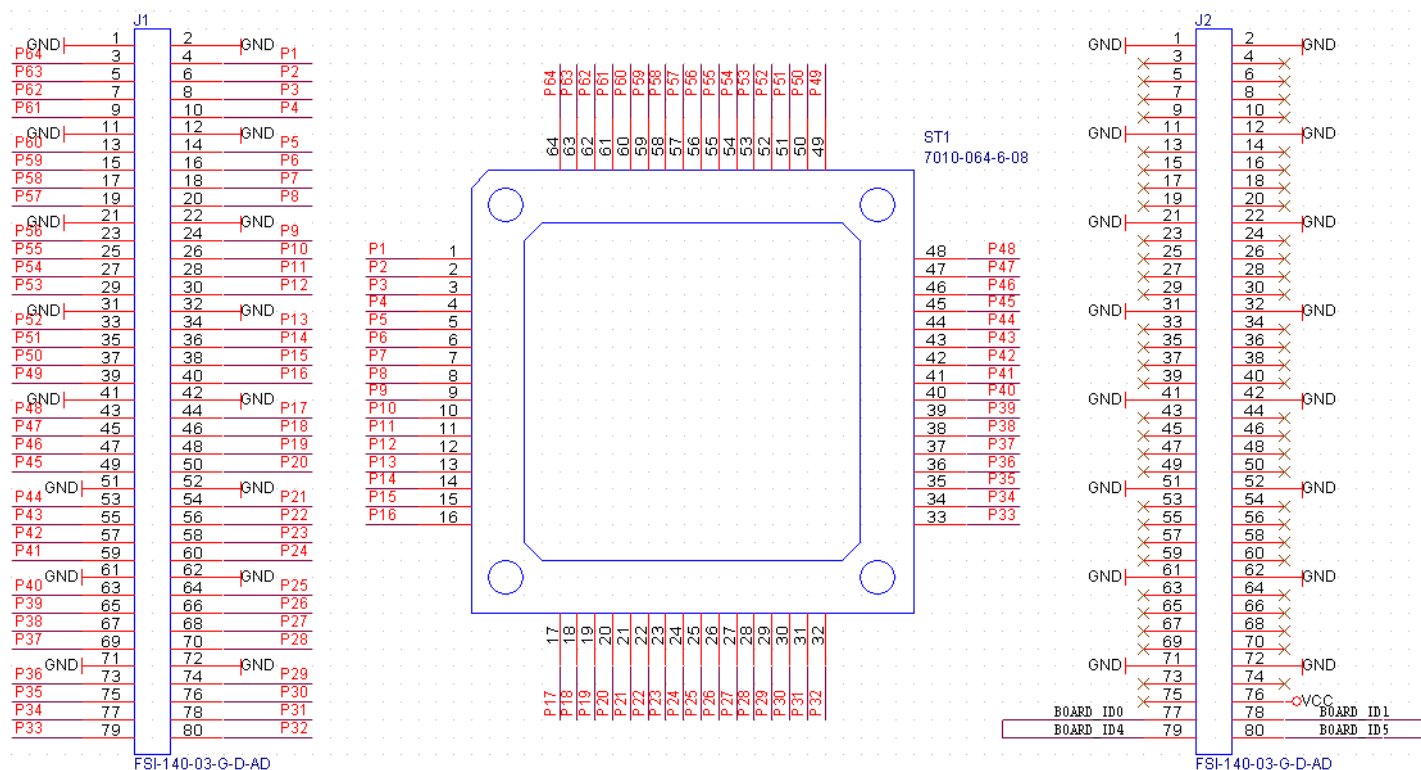 J1
GND 1 2 GND
P64 3 4 P1
P63 5 6 P2
P62 7 8 P3
P61 9 10 P4
GND 11 12 GND
P60 13 14 P5
P59 15 16 P6
P58 17 18 P7
P57 19 20 P8
GND 21 22 GND
P56 23 24 P9
P55 25 26 P10
P54 27 28 P11
P53 29 30 P12
GND 31 32 GND
P52 33 34 P13
P51 35 36 P14
P50 37 38 P15
P49 39 40 P16
GND 41 42 GND
P48 43 44 P17
P47 45 46 P18
P46 47 48 P19
P45 49 50 P20
GND 51 52 GND
P44 53 54 P21
P43 55 56 P22
P42 57 58 P23
P41 59 60 P24
GND 61 62 GND
P40 63 64 P25
P39 65 66 P26
P38 67 68 P27
P37 69 70 P28
GND 71 72 GND
P36 73 74 P29
P35 75 76 P30
P34 77 78 P31
P33 79 80 P32
FSI-140-03-G-D-AD
P64 P63 P62 P61 P60 P59 P58 P57 P56 P55 P54 P53 P52 P51 P50 P49
64 63 62 61 60 59 58 57 56 55 54 53 52 51 50 49
ST1
7010-064-6-08
P1 1 48 P48
P2 2 47 P47
P3 3 46 P46
P4 4 45 P45
P5 5 44 P44
P6 6 43 P43
P7 7 42 P42
P8 8 41 P41
P9 9 40 P40
P10 10 39 P39
P11 11 38 P38
P12 12 37 P37
P13 13 36 P36
P14 14 35 P35
P15 15 34 P34
P16 16 33 P33
17 18 19 20 21 22 23 24 25 26 27 28 29 30 31 32
P17 P18 P19 P20 P21 P22 P23 P24 P25 P26 P27 P28 P29 P30 P31 P32
J2
GND 1 2 GND
3 4
5 6
7 8
9 10
GND 11 12 GND
13 14
15 16
17 18
19 20
GND 21 22 GND
23 24
25 26
27 28
29 30
GND 31 32 GND
33 34
35 36
37 38
39 40
GND 41 42 GND
43 44
45 46
47 48
49 50
GND 51 52 GND
53 54
55 56
57 58
59 60
GND 61 62 GND
63 64
65 66
67 68
69 70
GND 71 72 GND
73 74
75 76 VCC
BOARD ID0 77 78 BOARD ID1
BOARD ID4 79 80 BOARD ID5
FSI-140-03-G-D-AD